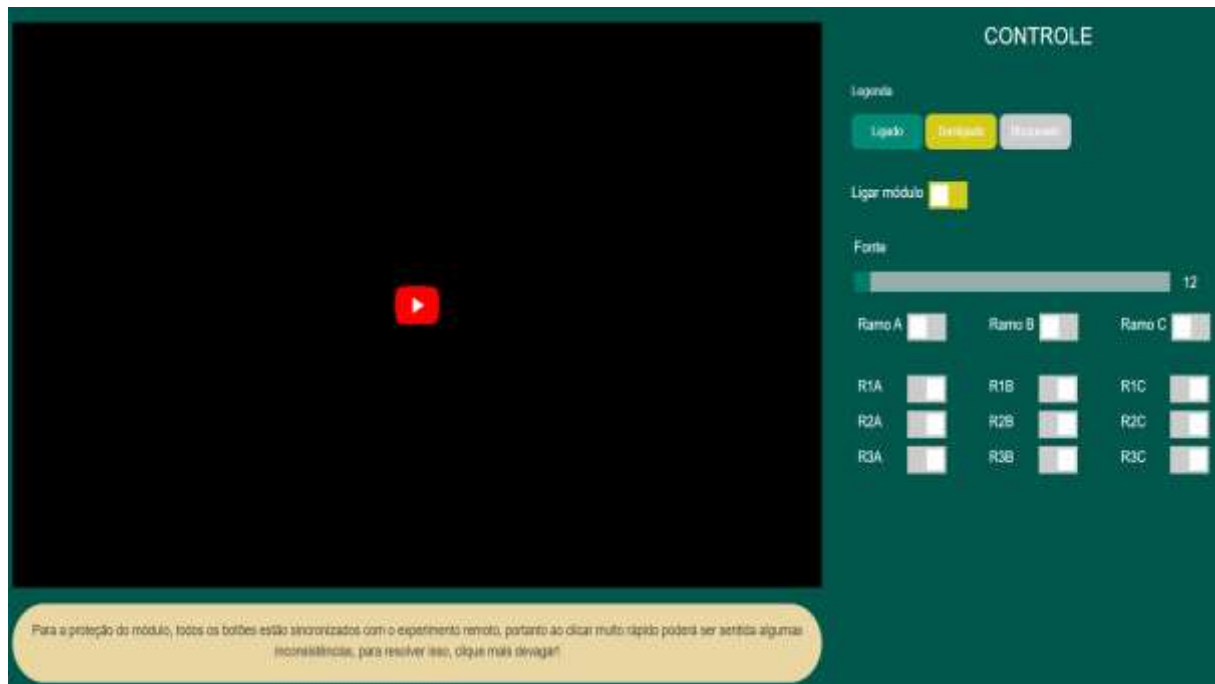 CONTROLE
Legenda
Ligado Desligado Bloqueado
Ligar módulo
Fonte
12
Ramo A Ramo B Ramo C
R1A R1B R1C
R2A R2B R2C
R3A R3B R3C
Para a proteção do módulo, todos os botões estão sincronizados com o experimento remoto, portanto ao clicar muito rápido poderá ser sentida algumas
inconsistências, para resolver isso, clique mais devagar!